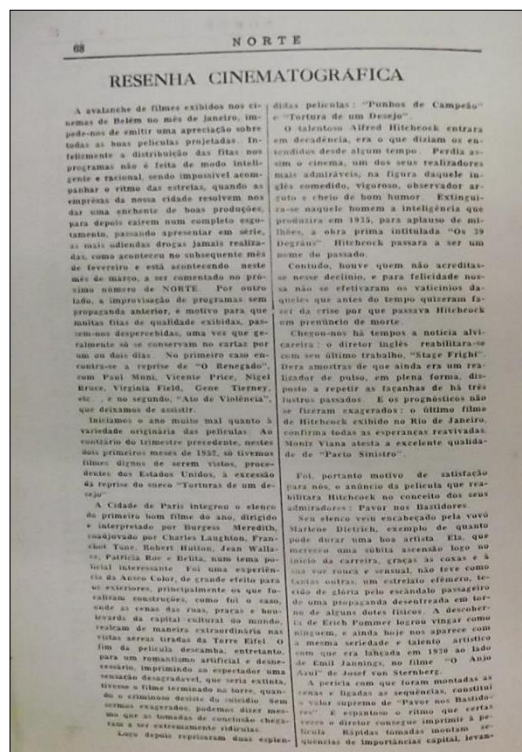 68
NORTE
RESENHA CINEMATOGRÁFICA
A avalanche de filmes exibidos nos ci-
nemas de Belém no mês de janeiro, im-
pede-nos de emitir uma apreciação sobre
todas as boas películas projetadas. In-
felizmente a distribuição das fitas nos
programas não é feita de modo inteli-
gente e racional, sendo impossível acom-
panhar o ritmo das estrelas, quando as
emprêsas da nossa cidade resolvem nos
dar uma enchente de boas produções,
para depois cairem num completo esgo-
tamento, passando apresentar em série,
as mais odiendas drogas jamais realiza-
das, como aconteceu no subsequente mês
de fevereiro e está acontecendo neste
mês de março, a ser comentado no pró-
ximo número de NORTE. Por outro
lado, a improvisação de programas sem
propaganda anterior, é motivo para que
muitas fitas de qualidade exibidas, pas-
sem-nos despercebidas, uma vez que ge-
ralmente só se conservam no cartaz por
um ou dois dias. No primeiro caso en-
contra-se a reprise de "O Renegado",
com Paul Muni, Vincente Price, Nigel
Bruce, Virginia Field, Gene Tierney,
etc , e no segundo, "Ato de Violência",
que deixamos de assistir.
Iniciamos o ano muito mal quanto à
variedade originária das películas. Ao
contrário do trimestre precedente, nestes
dois primeiros meses de 1952, só tivemos
filmes dignos de serem vistos, proce-
dentes dos Estados Unidos, à excessão
da reprise do sueco "Torturas de um de-
sejo"
A Cidade de Paris integrou o elenco
do primeiro bom filme do ano, dirigido
e interpretado por Burgess Meredith,
coadjuvado por Charles Laughton, Fran-
chot Tone, Robert Hutton, Jean Walla-
ce, Patricia Roc e Belita, num tema po-
licial interessante Foi uma experiên-
cia da Ansco Color, de grande efeito para
os exteriores, principalmente os que fo-
calizam construções, como foi o caso,
onde as cenas das ruas, praças e bou-
levards da capital cultural do mundo,
realçam de maneira extraordinária nas
vistas aéreas tiradas da Torre Eifel. O
fim da película descamba, entretanto,
para um romantismo artificial e desne-
cessário, imprimindo ao espectador uma
sensação desagradável, que seria extinta,
tivesse o filme terminado na torre, quan-
do o criminoso desiste do suicídio Sem
sermos exagerados, podemos dizer mes-
mo que as tomadas de conclusão chega-
ram a ser extremamente ridículas.
Logo depois reprisaram duas esplen-
didas películas: "Punhos de Campeão"
e "Tortura de um Desejo".
O talentoso Alfred Hitchcock entrara
em decadência, era o que diziam os en-
tendidos desde algum tempo. Perdia as-
sim o cinema, um dos seus realizadores
mais admiráveis, na figura daquele in-
glês comedido, vigoroso, observador ar-
guto e cheio de bom humor. Extingui-
ra-se naquele homem a inteligência que
produzira em 1935, para aplauso de mi-
lhões, a obra prima intitulada "Os 39
Degráus" Hitchcock passara a ser um
nome do passado.
Contudo, houve quem não acreditas-
se nesse declínio, e para felicidade nos-
sa não se efetivaram os vaticínios da-
queles que antes do tempo quizeram fa-
zer da crise por que passava Hitchcock
um prenúncio de morte.
Chegou-nos há tempos a notícia alvi-
çareira: o diretor inglês reabilitara-se
com seu último trabalho, "Stage Fright".
Dera amostras de que ainda era um rea-
lizador de pulso, em plena forma, dis-
posto a repetir as façanhas de há três
lustros passados E os prognósticos não
se fizeram exagerados: o último filme
de Hitchcock exibido no Rio de Janeiro,
confirma todas as esperanças reavivadas.
Moniz Viana atesta a excelente qualida-
de de "Pacto Sinistro".
Foi, portanto motivo de satisfação
para nós, o anúncio da película que rea-
bilitara Hitchcock no conceito dos seus
admiradores: Pavor nos Bastidores.
Seu elenco veiu encabeçado pela vovó
Marlene Dietrich, exemplo de quanto
pode durar uma boa artista Ela, que
mereceu uma súbita ascensão logo no
início da carreira, graças às coxas e à
sua voz rouca e sensual, não teve como
tantas outras, um estrelato efêmero, te-
cido de glória pelo escândalo passageiro
de uma propaganda desenfreada em tor-
no de alguns dotes físicos A descober-
ta de Erich Pommer logrou vingar como
ninguém, e ainda hoje nos aparece com
a mesma seriedade e talento artístico
com que era lançada em 1930 ao lado
de Emil Jannings, no filme "O Anjo
Azul" de Josef von Sternberg.
A perícia com que foram montadas as
cenas e ligadas as sequências, constitui
o valor supremo de "Pavor nos Bastido-
res" É espantoso o ritmo que certas
vezes o diretor consegue imprimir à pe-
lícula Rápidas tomadas montam se-
quências de importância capital, levan-